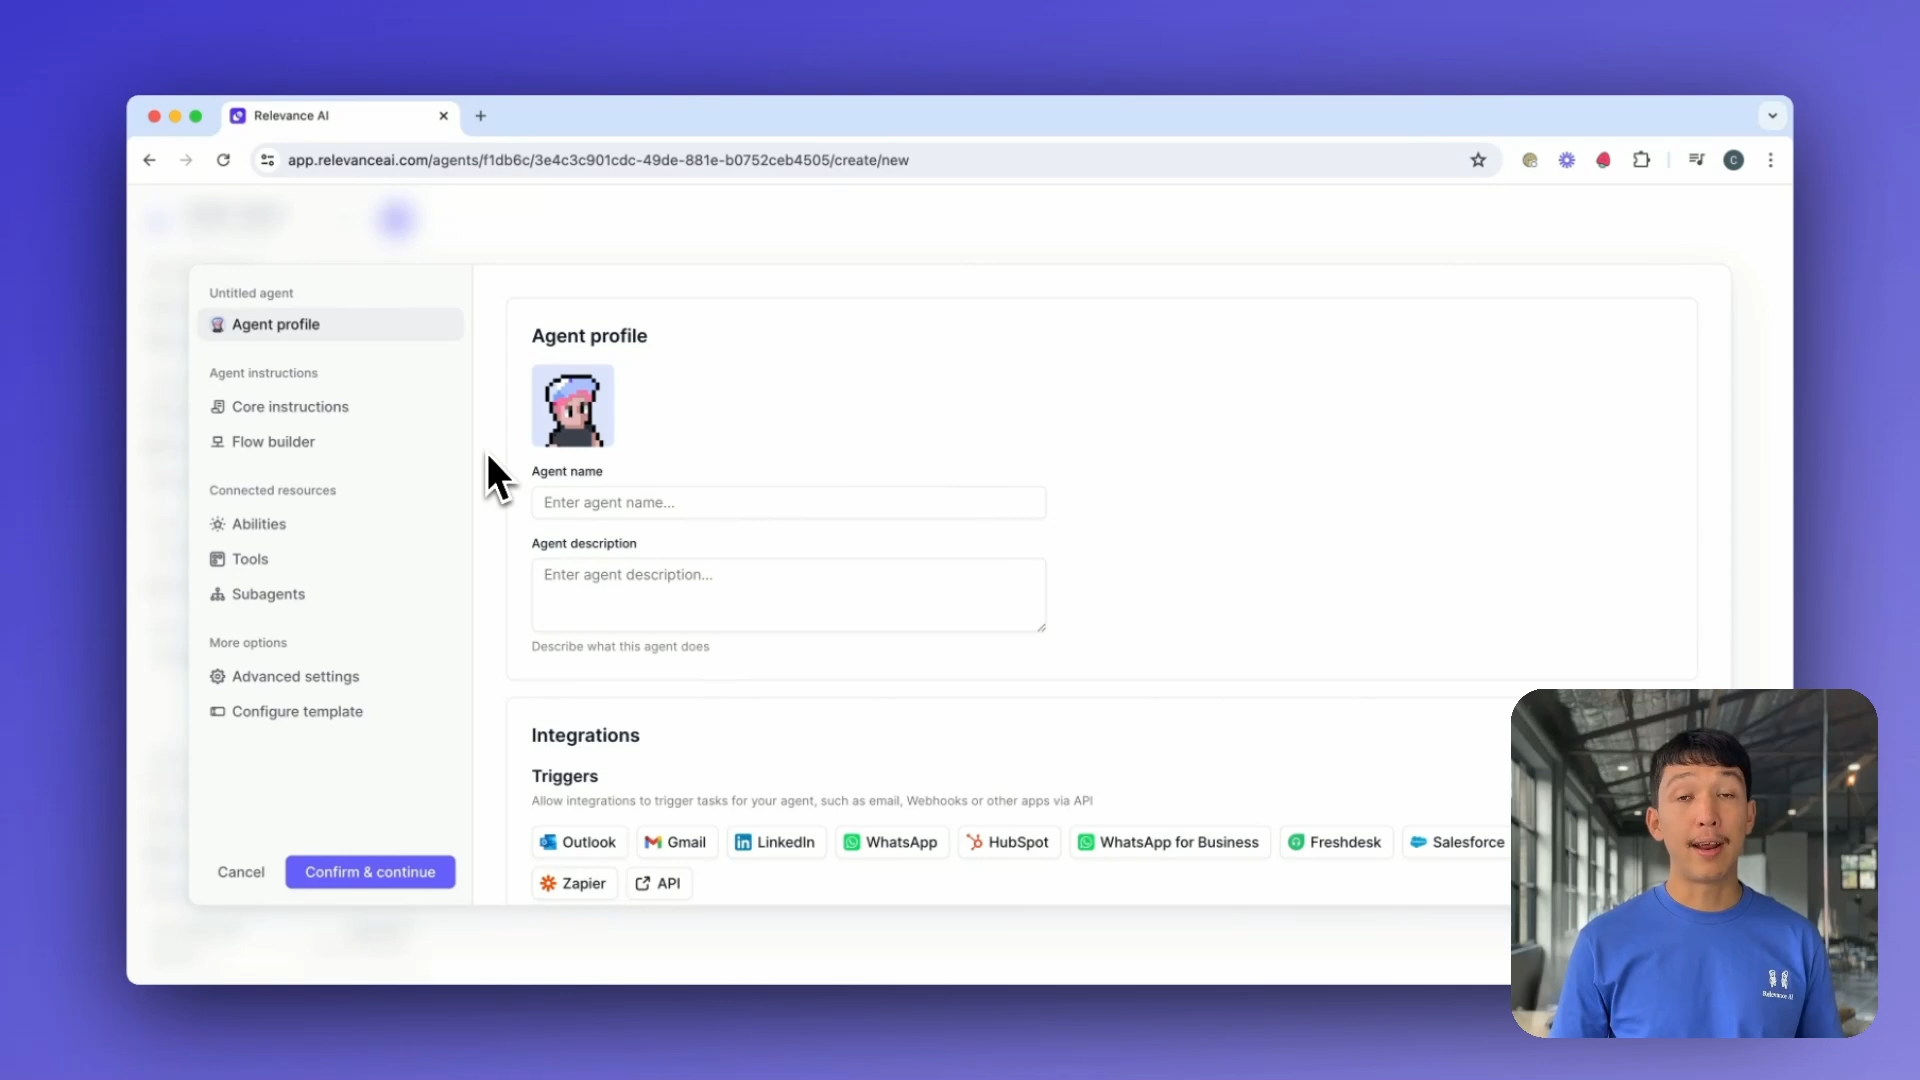 Relevance AI
app.relevanceai.com/agents/f1db6c/3e4c3c901cdc-49de-881e-b0752ceb4505/create/new
C
Untitled agent
Agent profile
Agent instructions
Core instructions
Flow builder
Connected resources
Abilities
Tools
Subagents
More options
Advanced settings
Configure template
Cancel
Confirm & continue
Agent profile
Agent name
Enter agent name...
Agent description
Enter agent description...
Describe what this agent does
Integrations
Triggers
Allow integrations to trigger tasks for your agent, such as email, Webhooks or other apps via API
Outlook Gmail LinkedIn WhatsApp HubSpot WhatsApp for Business Freshdesk Salesforce
Zapier API
Relevance AI